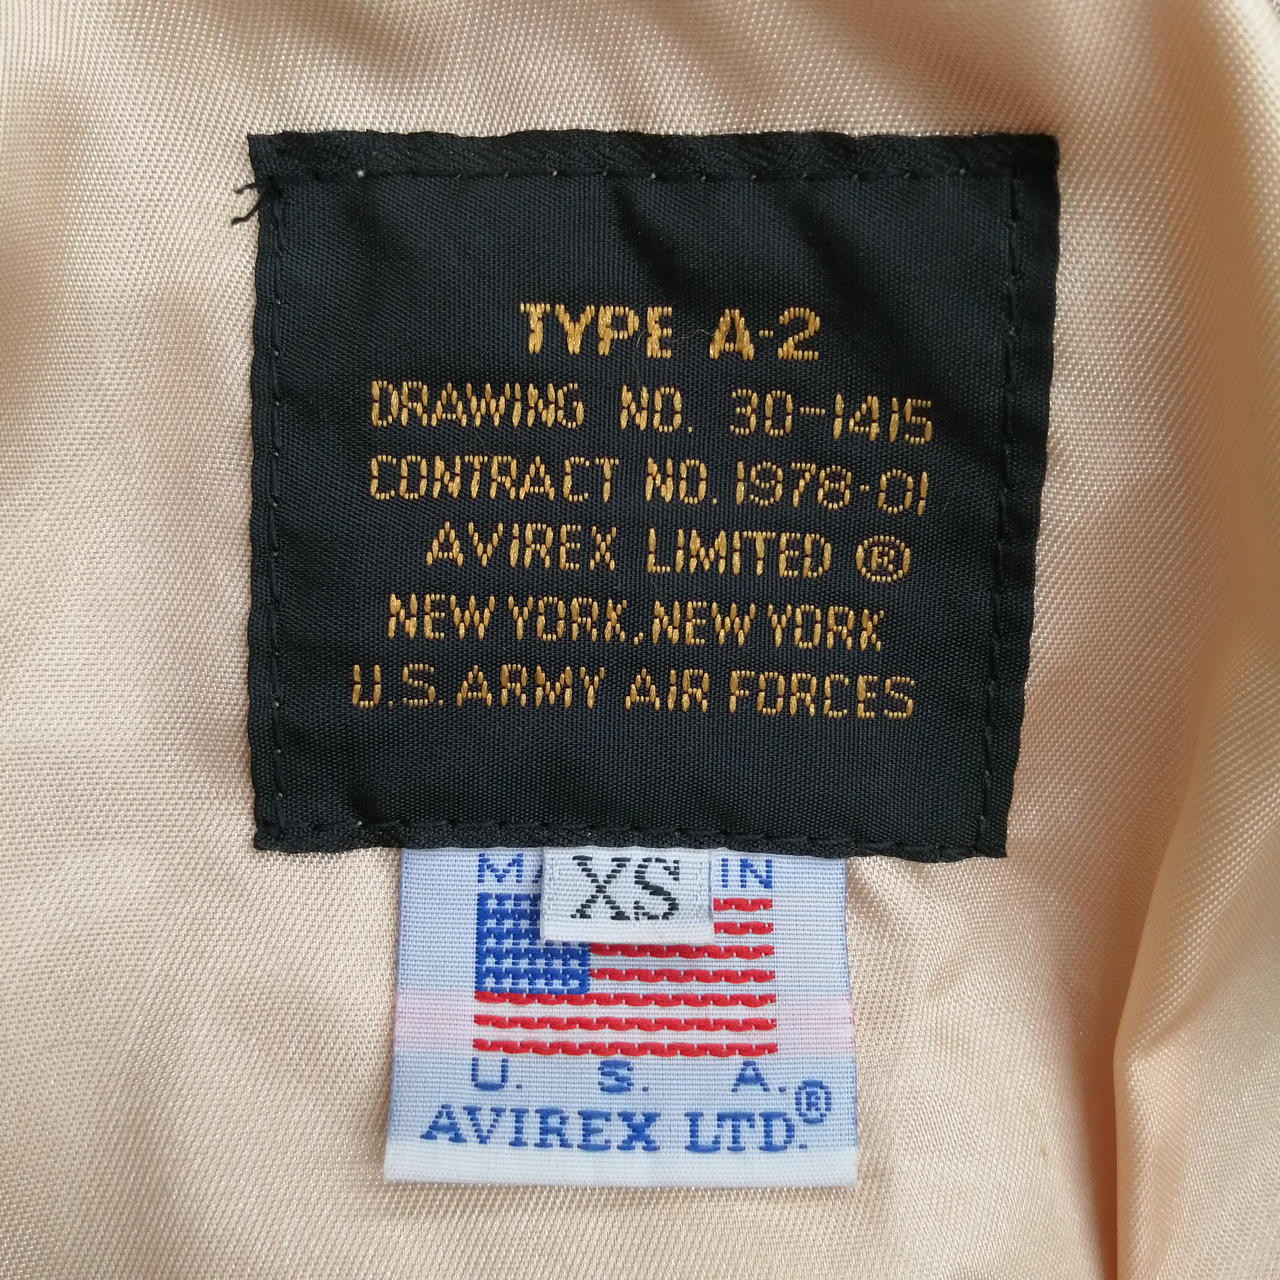 TYPE A-2
DRAWING NO. 30-1415
CONTRACT NO. 1978-01
AVIREX LIMITED ®
NEW YORK, NEW YORK
U.S. ARMY AIR FORCES
XS
IN
U. S. A.
AVIREX LTD.®